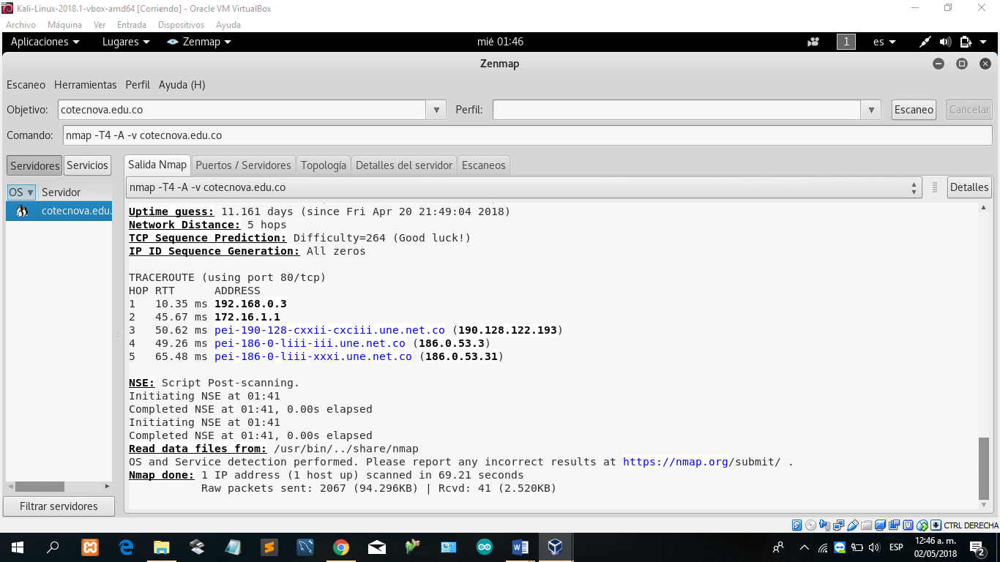 Kali-Linux-2018.1-vbox-amd64 [Corriendo] - Oracle VM VirtualBox
Archivo Máquina Ver Entrada Dispositivos Ayuda
Aplicaciones Lugares Zenmap mié 01:46 1 es
Zenmap
Escaneo Herramientas Perfil Ayuda (H)
Objetivo: cotecnova.edu.co Perfil: Escaneo Cancelar
Comando: nmap -T4 -A -v cotecnova.edu.co
Servidores Servicios Salida Nmap Puertos / Servidores Topología Detalles del servidor Escaneos
OS Servidor nmap -T4 -A -v cotecnova.edu.co Detalles
cotecnova.edu.
Uptime guess: 11.161 days (since Fri Apr 20 21:49:04 2018)
Network Distance: 5 hops
TCP Sequence Prediction: Difficulty=264 (Good luck!)
IP ID Sequence Generation: All zeros
TRACEROUTE (using port 80/tcp)
HOP RTT ADDRESS
1 10.35 ms 192.168.0.3
2 45.67 ms 172.16.1.1
3 50.62 ms pei-190-128-cxxii-cxciii.une.net.co (190.128.122.193)
4 49.26 ms pei-186-0-liii-iii.une.net.co (186.0.53.3)
5 65.48 ms pei-186-0-liii-xxxi.une.net.co (186.0.53.31)
NSE: Script Post-scanning.
Initiating NSE at 01:41
Completed NSE at 01:41, 0.00s elapsed
Initiating NSE at 01:41
Completed NSE at 01:41, 0.00s elapsed
Read data files from: /usr/bin/../share/nmap
OS and Service detection performed. Please report any incorrect results at https://nmap.org/submit/ .
Nmap done: 1 IP address (1 host up) scanned in 69.21 seconds
Raw packets sent: 2067 (94.296KB) | Rcvd: 41 (2.520KB)
Filtrar servidores
CTRL DERECHA
ESP 12:46 a. m.
02/05/2018 2